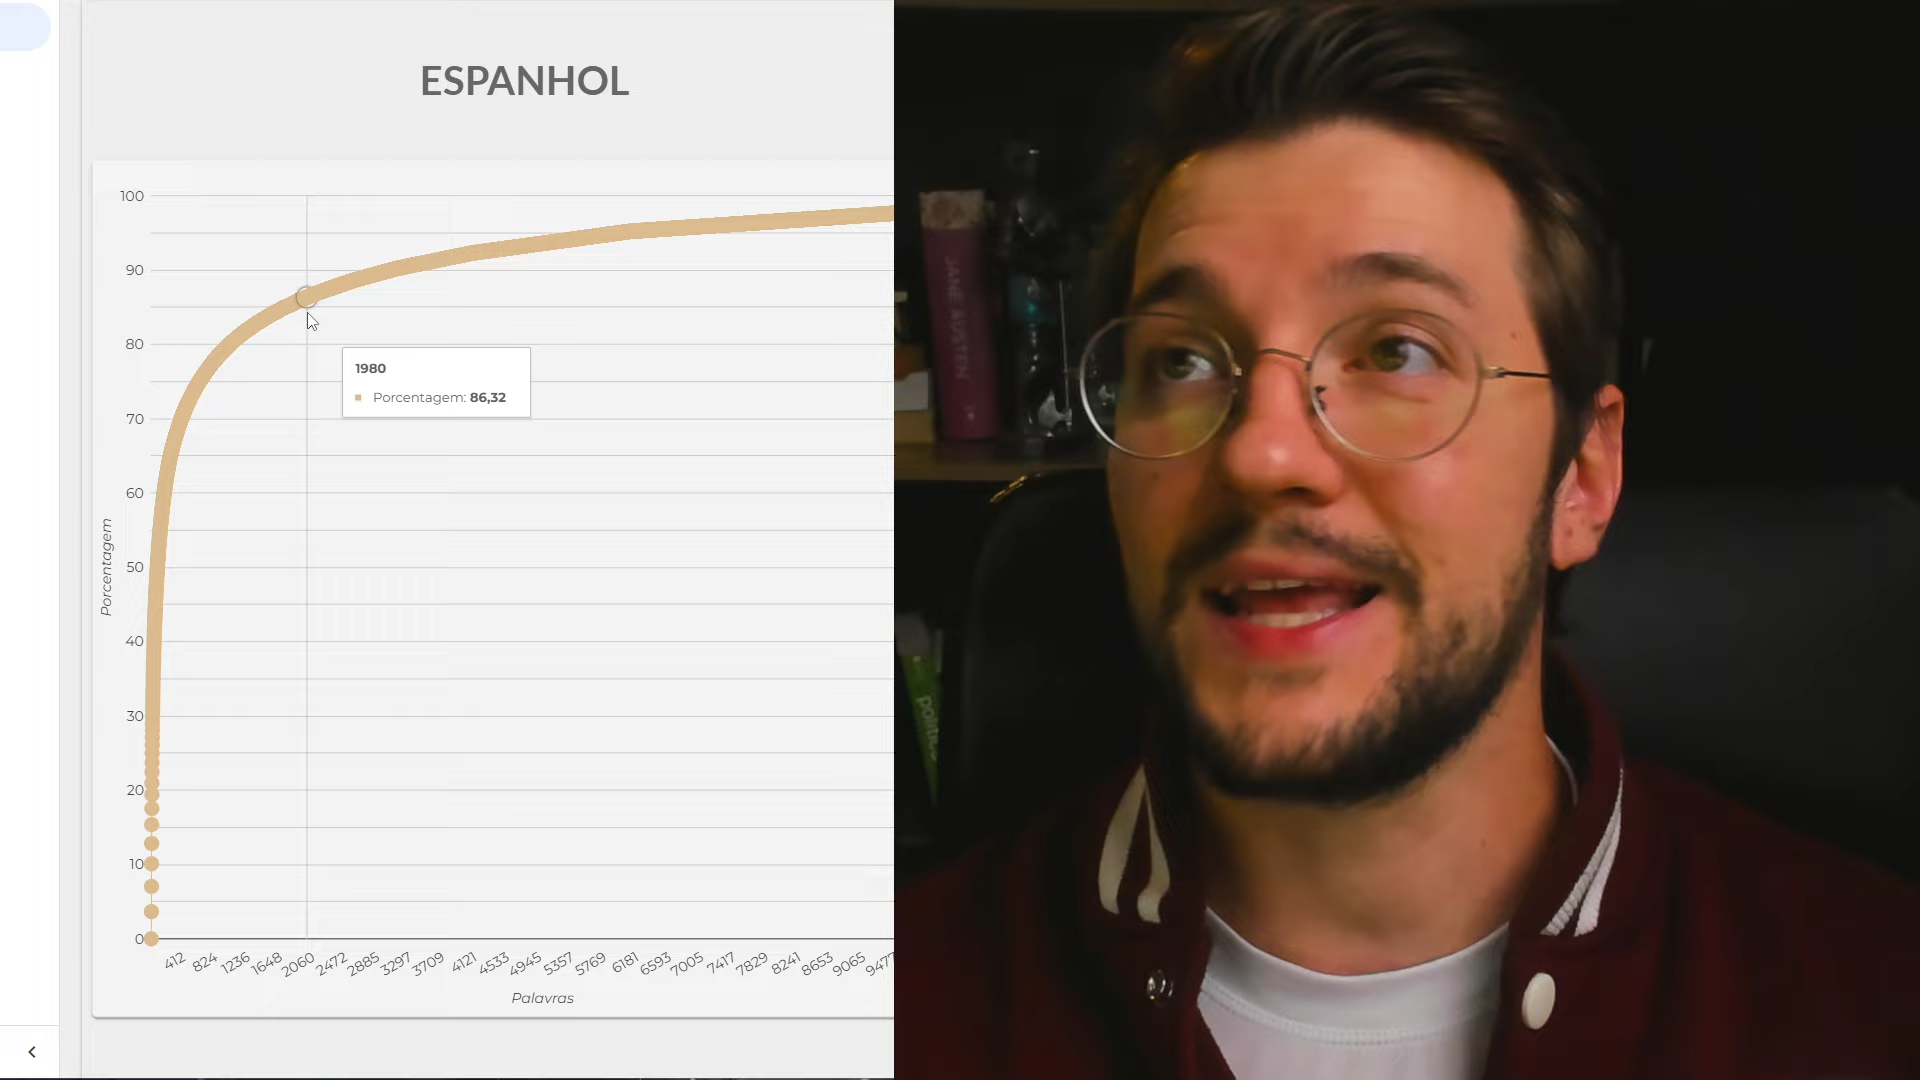 ESPANHOL
100
90
80
70
60
50
40
30
20
10
0
Porcentagem
1980
Porcentagem: 86,32
412 824 1236 1648 2060 2472 2885 3297 3709 4121 4533 4945 5357 5769 6181 6593 7005 7417 7829 8241 8653 9065 9477
Palavras
JANE AUSTEN